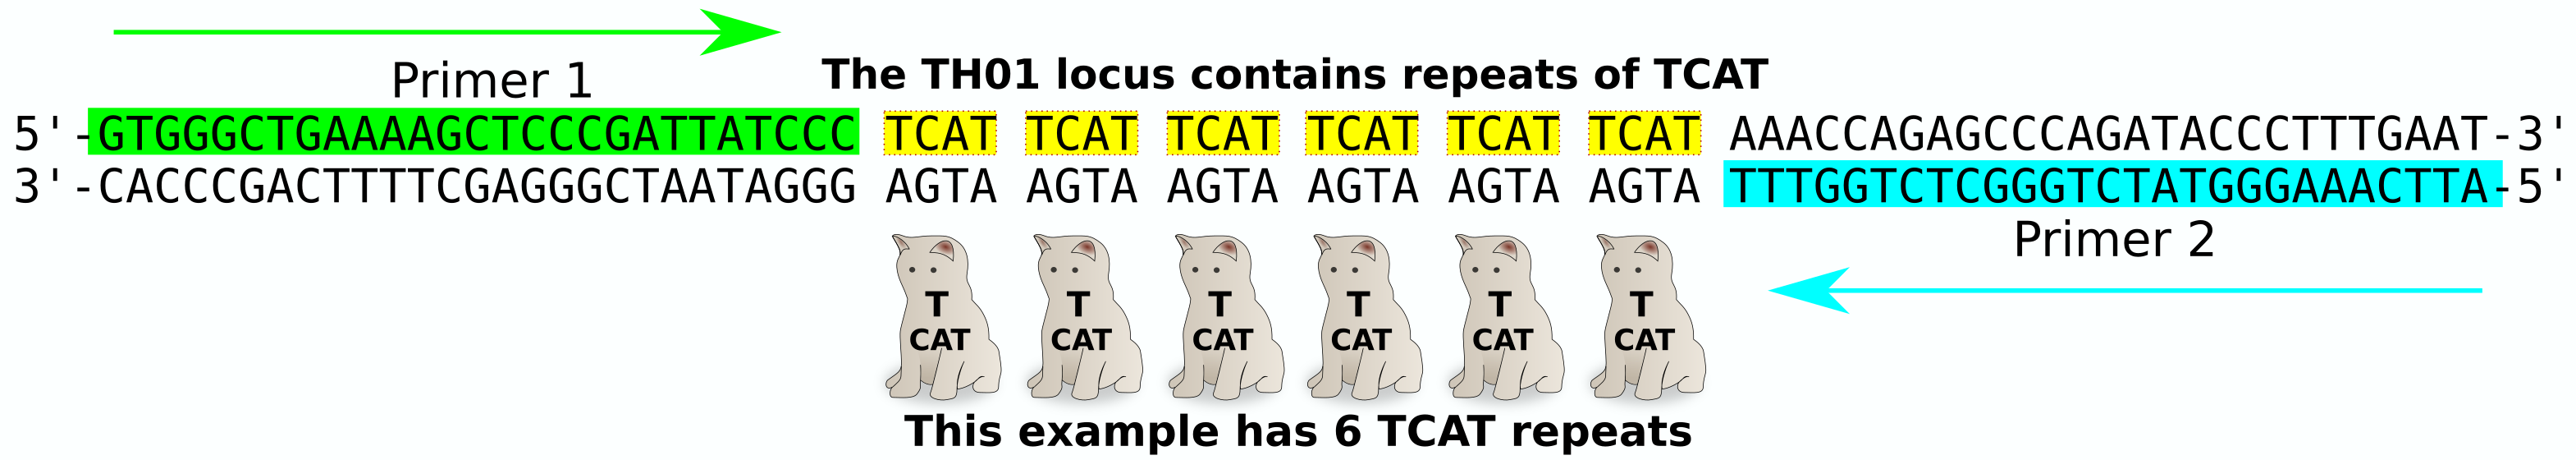 Primer 1
The TH01 locus contains repeats of TCAT
5'-GTGGGCTGAAAAGCTCCCGATTATCCC TCAT TCAT TCAT TCAT TCAT TCAT AAACCAGAGCCCAGATACCCTTTGAAT-3'
3'-CACCCGACTTTTCGAGGGCTAATAGGG AGTA AGTA AGTA AGTA AGTA AGTA TTTGGTCTCGGGTCTATGGGAAACTTA-5'
Primer 2
T T T T T T
CAT CAT CAT CAT CAT CAT
This example has 6 TCAT repeats